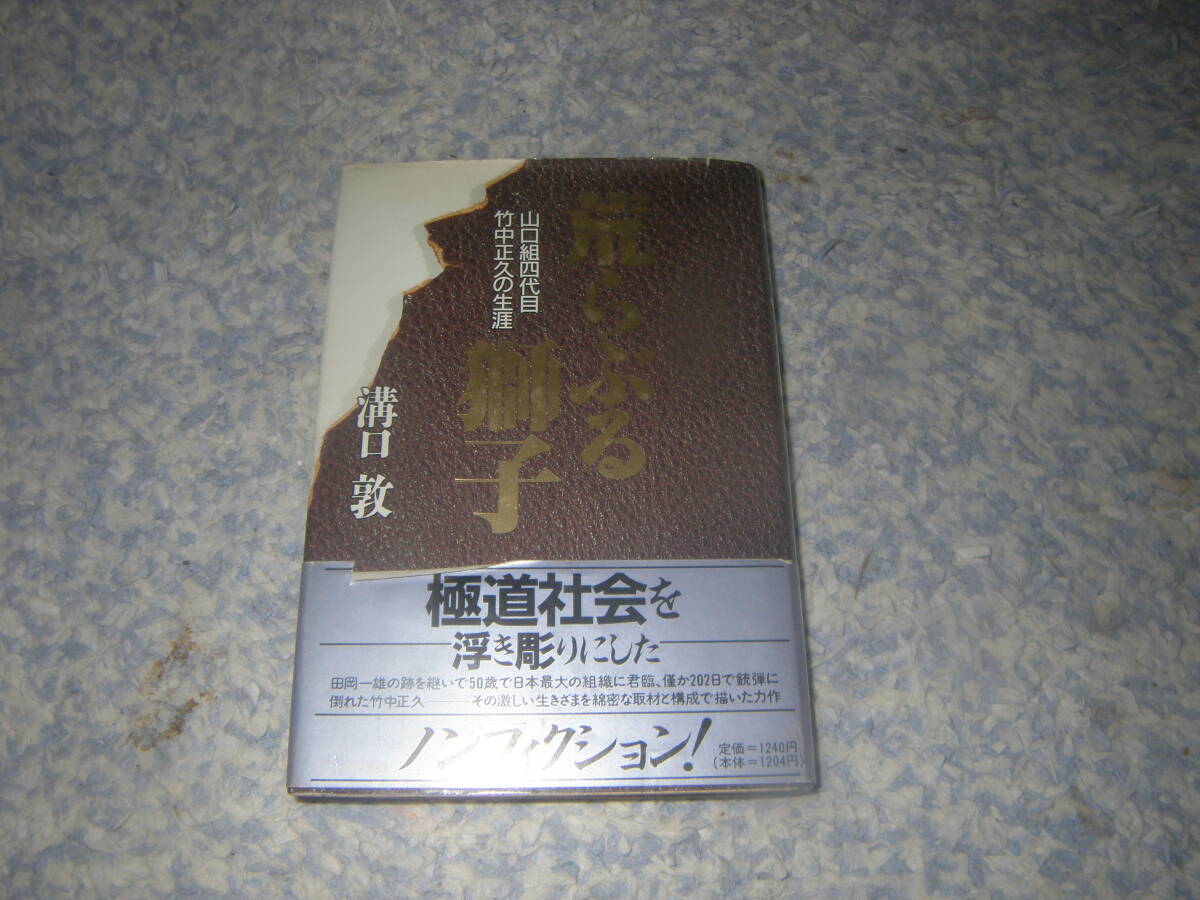 荒らぶる
獅子
山口組四代目
竹中正久の生涯
溝口 敦
極道社会を
浮き彫りにした
田岡一雄の跡を継いで50歳で日本最大の組織に君臨、僅か202日で銃弾に
倒れた竹中正久――その激しい生きざまを綿密な取材と構成で描いた力作
ノンフィクション!
定価=1240円
(本体=1204円)